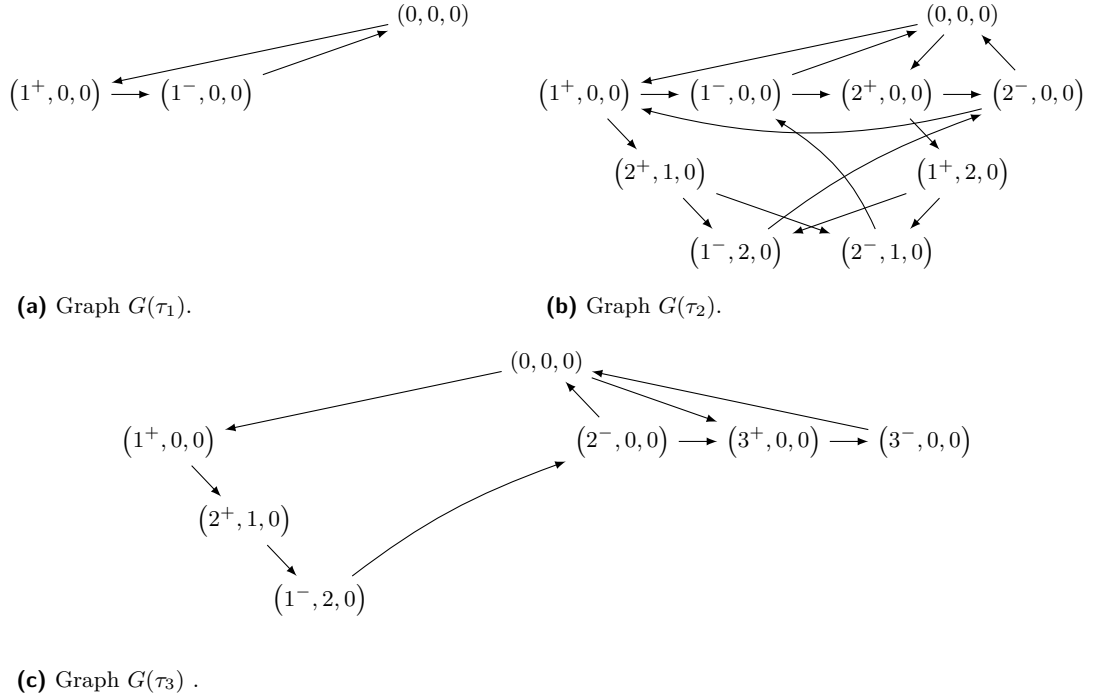 (0, 0, 0)
(1⁺, 0, 0) (1⁻, 0, 0)
(a) Graph G(τ₁).
(0, 0, 0)
(1⁺, 0, 0) (1⁻, 0, 0) (2⁺, 0, 0) (2⁻, 0, 0)
(2⁺, 1, 0) (1⁺, 2, 0)
(1⁻, 2, 0) (2⁻, 1, 0)
(b) Graph G(τ₂).
(0, 0, 0)
(1⁺, 0, 0) (2⁻, 0, 0) (3⁺, 0, 0) (3⁻, 0, 0)
(2⁺, 1, 0)
(1⁻, 2, 0)
(c) Graph G(τ₃) .